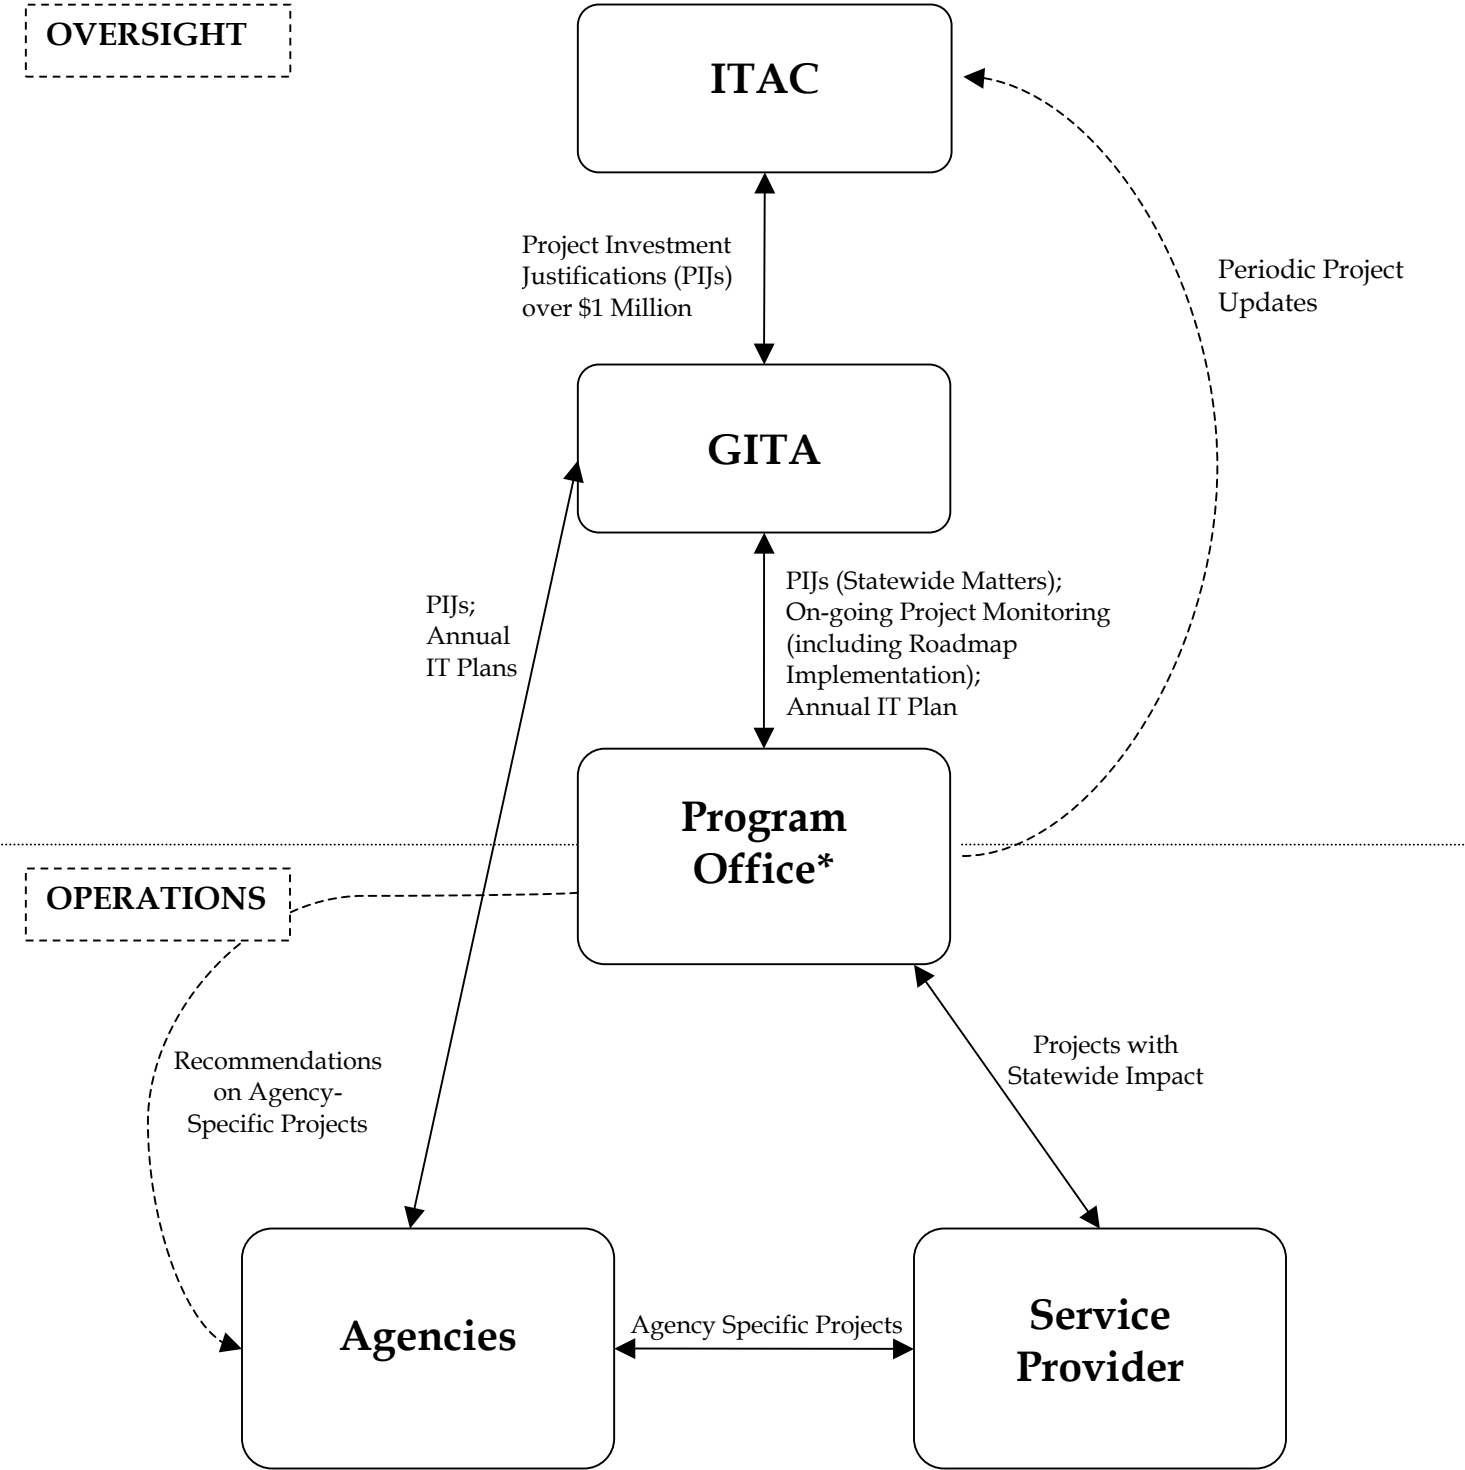 OVERSIGHT
ITAC
Project Investment
Justifications (PIJs)
over $1 Million
Periodic Project
Updates
GITA
PIJs;
Annual
IT Plans
PIJs (Statewide Matters);
On-going Project Monitoring
(including Roadmap
Implementation);
Annual IT Plan
Program
Office*
OPERATIONS
Recommendations
on Agency-
Specific Projects
Projects with
Statewide Impact
Agencies
Agency Specific Projects
Service
Provider